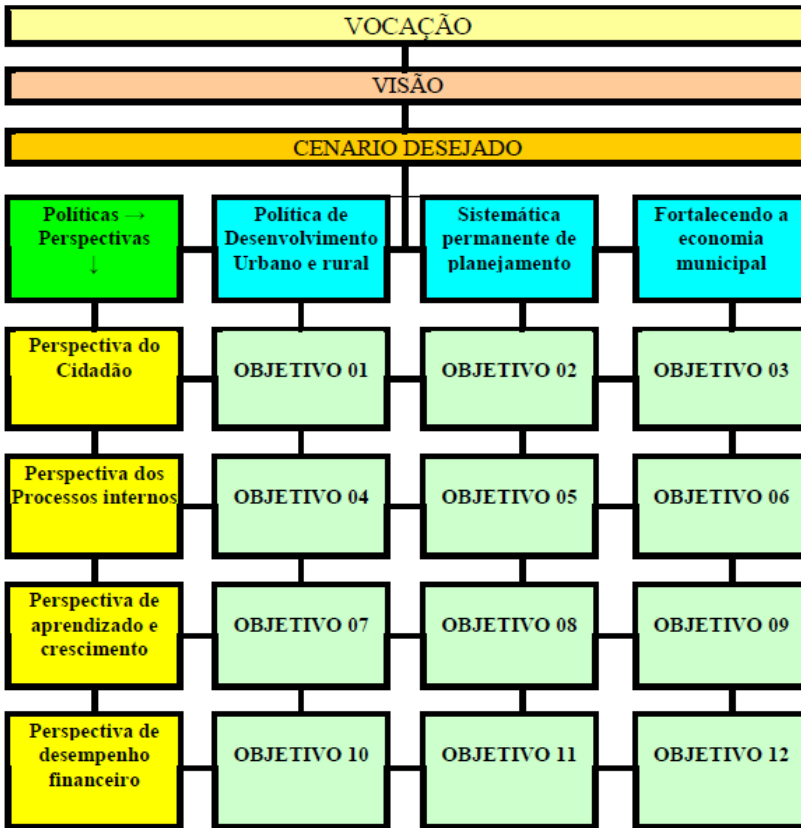 VOCAÇÃO
VISÃO
CENARIO DESEJADO
Políticas →
Perspectivas
↓
Política de
Desenvolvimento
Urbano e rural
Sistemática
permanente de
planejamento
Fortalecendo a
economia
municipal
Perspectiva do
Cidadão
OBJETIVO 01
OBJETIVO 02
OBJETIVO 03
Perspectiva dos
Processos internos
OBJETIVO 04
OBJETIVO 05
OBJETIVO 06
Perspectiva de
aprendizado e
crescimento
OBJETIVO 07
OBJETIVO 08
OBJETIVO 09
Perspectiva de
desempenho
financeiro
OBJETIVO 10
OBJETIVO 11
OBJETIVO 12